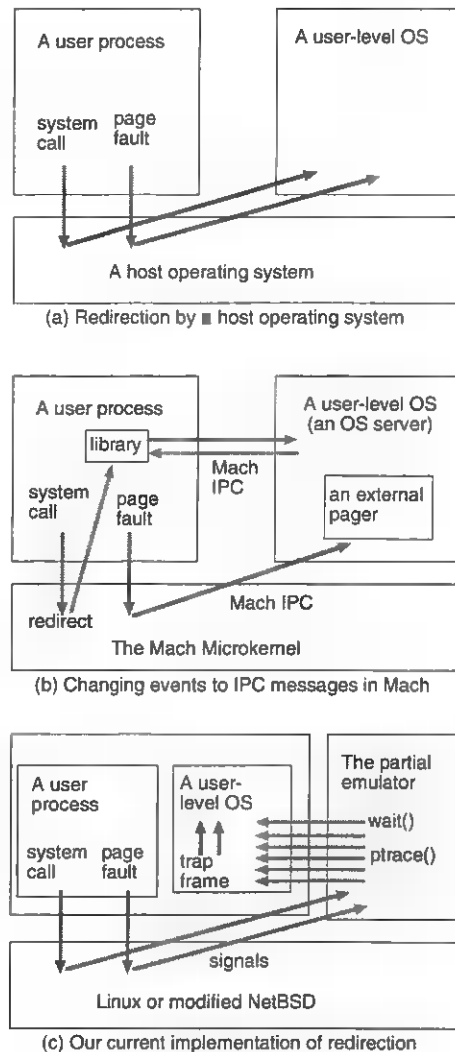 A user process
A user-level OS
system
call
page
fault
A host operating system
(a) Redirection by host operating system
A user process
A user-level OS
(an OS server)
library
Mach
IPC
system
call
page
fault
an external
pager
redirect
Mach IPC
The Mach Microkernel
(b) Changing events to IPC messages in Mach
A user
process
A user-
level OS
The partial
emulator
wait()
ptrace()
system
call
page
fault
trap
frame
signals
Linux or modified NetBSD
(c) Our current implementation of redirection